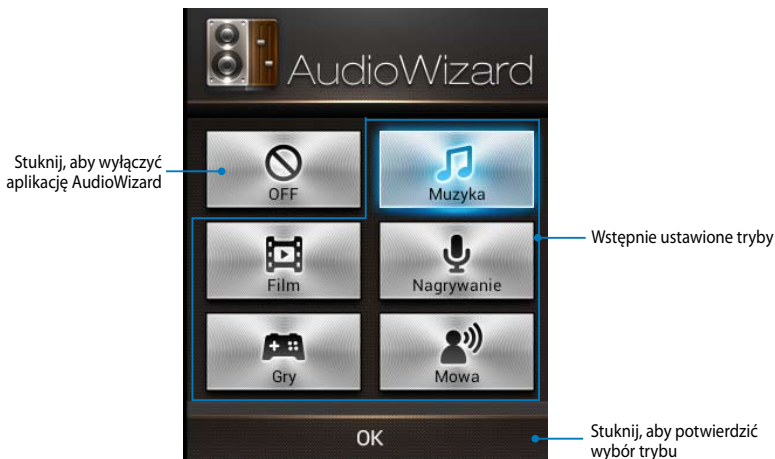 AudioWizard
Stuknij, aby wyłączyć
aplikację AudioWizard
OFF
Muzyka
Wstępnie ustawione tryby
Film
Nagrywanie
Gry
Mowa
OK
Stuknij, aby potwierdzić
wybór trybu